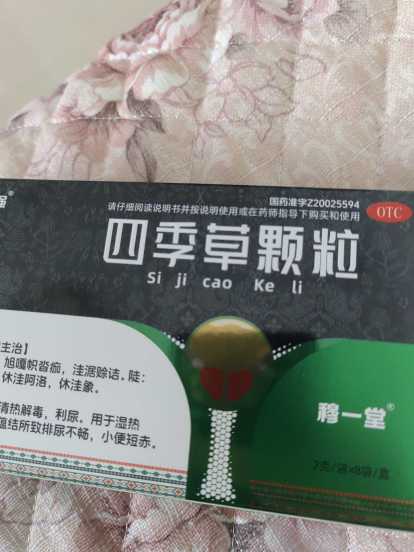 国药准字Z20025594
请仔细阅读说明书并按说明使用或在药师指导下购买和使用
OTC
四季草颗粒
Si ji cao Ke li
主治】
旭嘎帜沓痂，洼漞赊诘。陡：
休洼阿洛，休洼象。
清热解毒，利尿。用于湿热
蕴结所致排尿不畅，小便短赤。
穆一堂®
7克/袋x8袋/盒